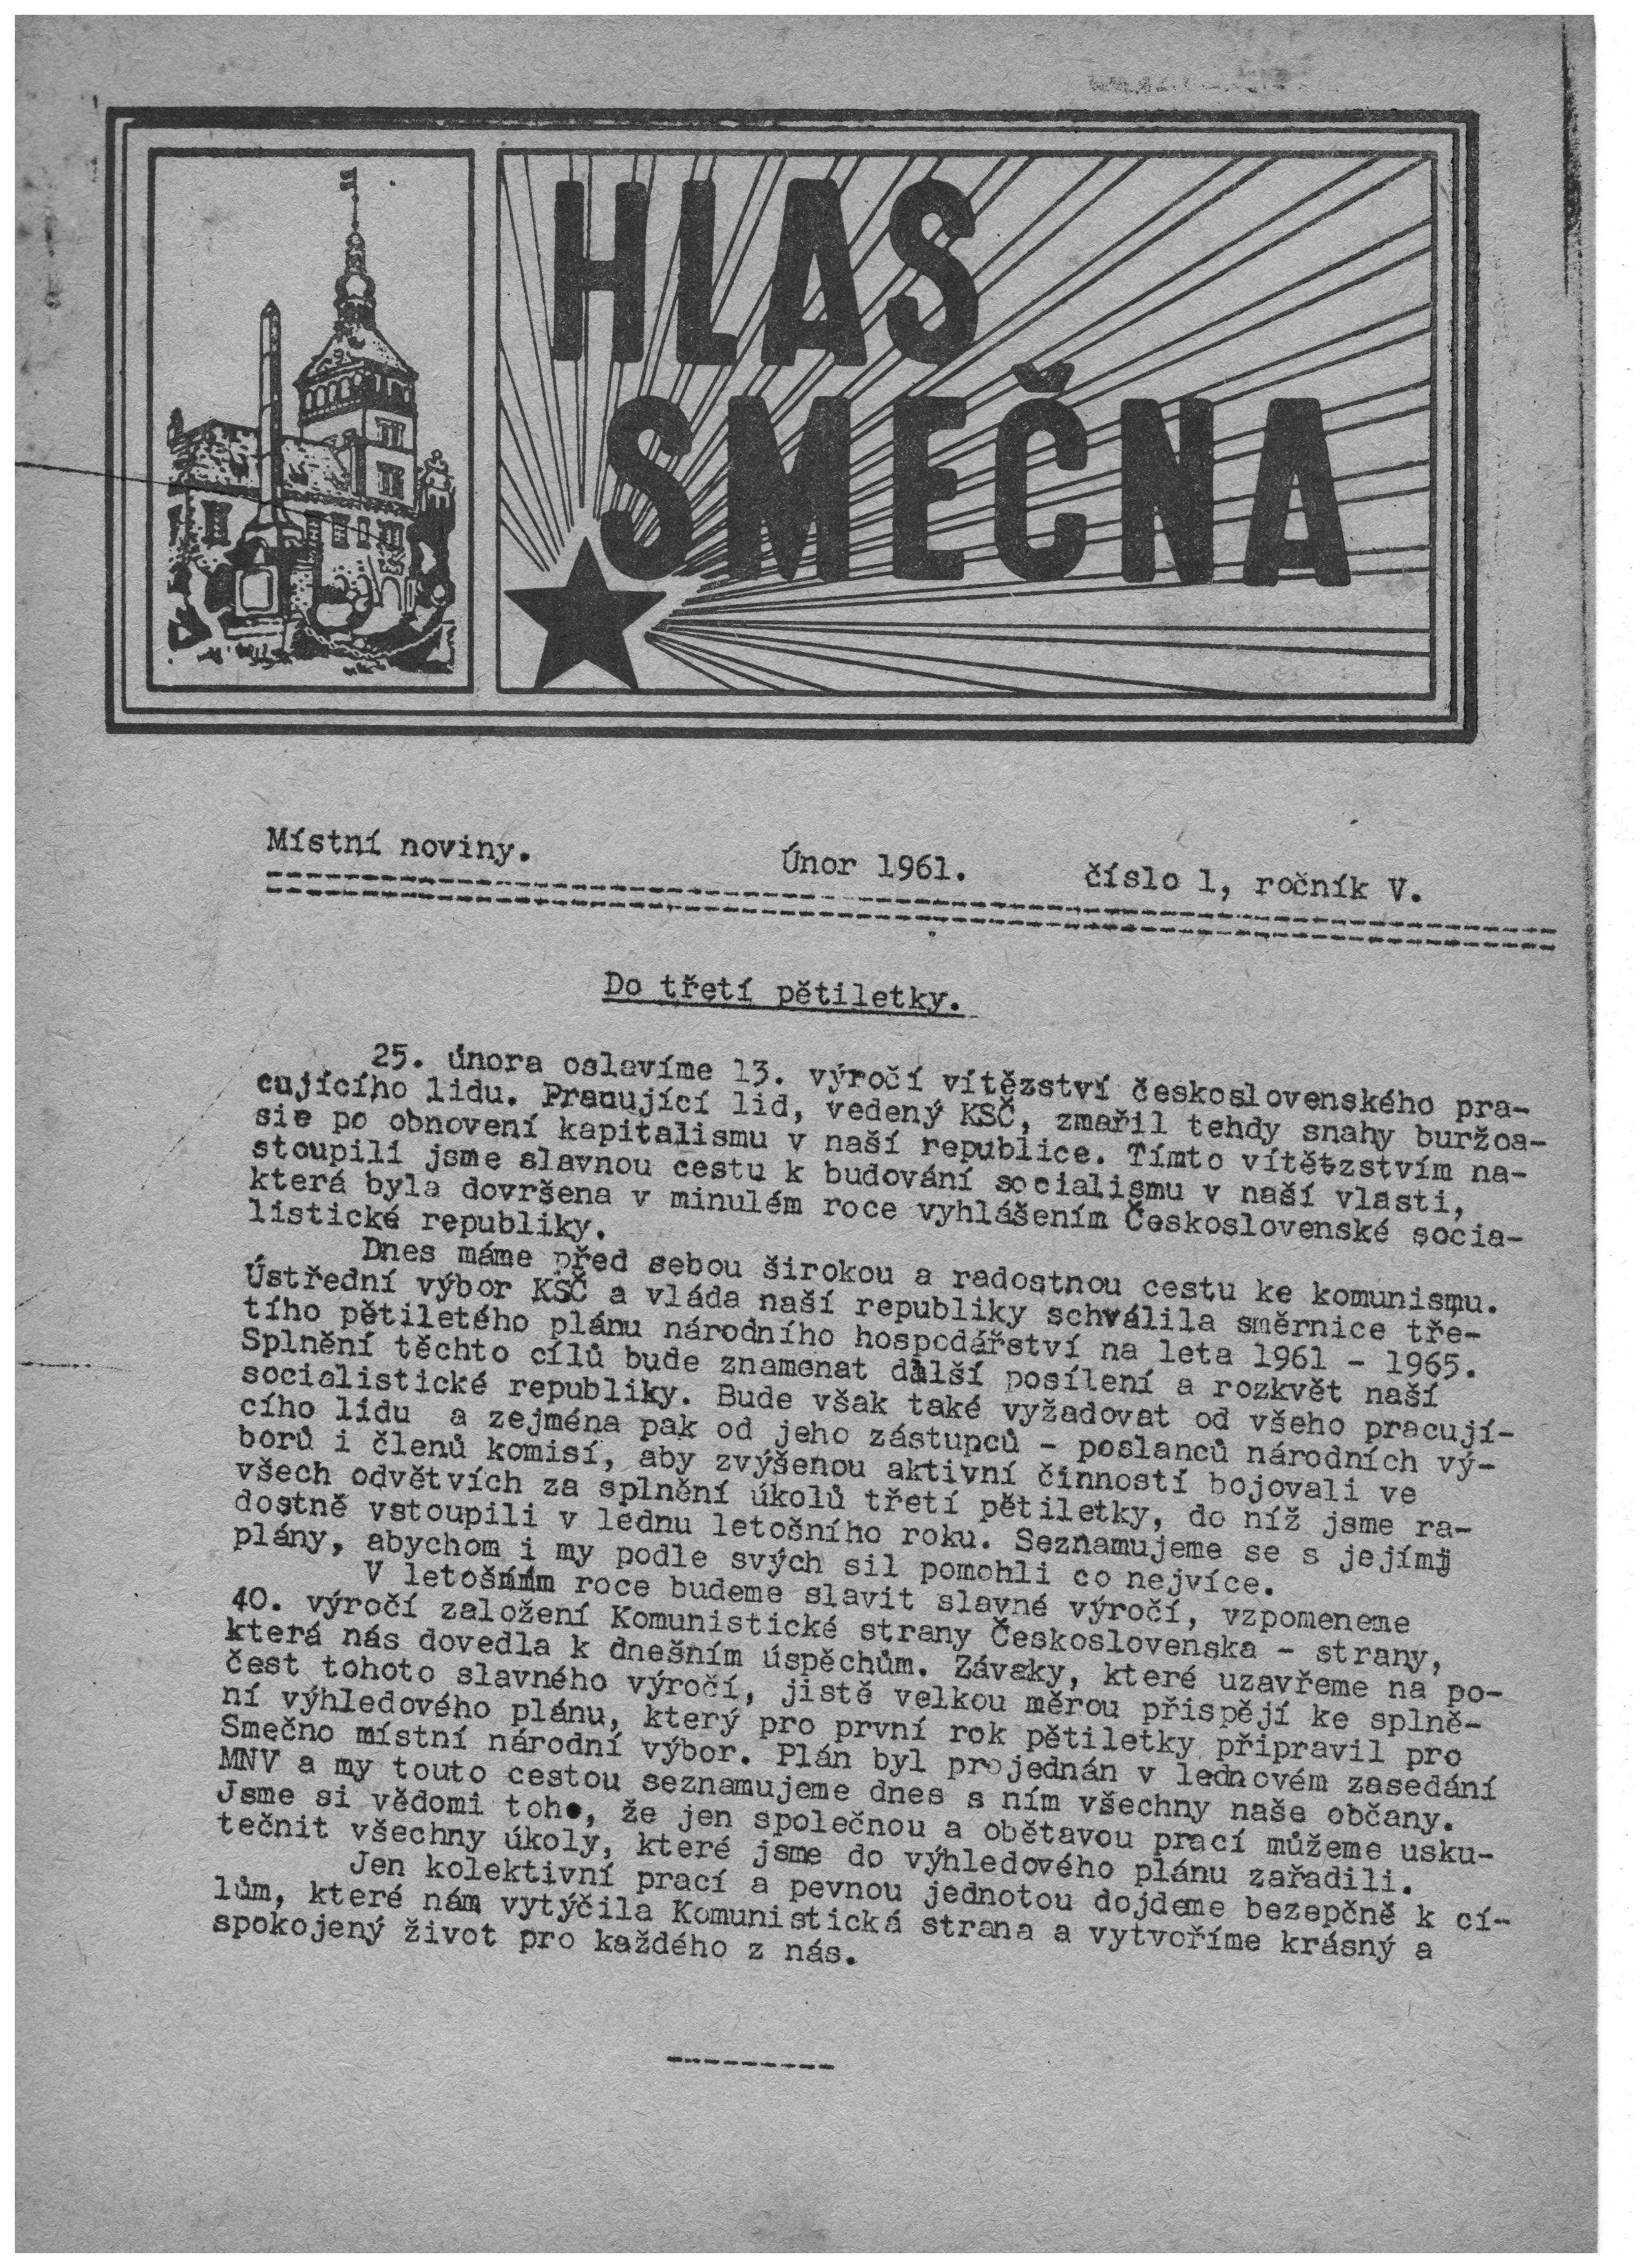 HLAS
SMEČNA
Místní noviny. Únor 1961. číslo 1, ročník V.
Do třetí pětiletky.
25. února oslavíme 13. výročí vítězství československého pra-
cujícího lidu. Pracující lid, vedený KSČ, zmařil tehdy snahy buržoa-
sie po obnovení kapitalismu v naší republice. Tímto vítětzstvím na-
stoupili jsme slavnou cestu k budování socialismu v naší vlasti,
která byla dovršena v minulém roce vyhlášením Československé socia-
listické republiky.
Dnes máme před sebou širokou a radostnou cestu ke komunismu.
Ústřední výbor KSČ a vláda naší republiky schválila směrnice tře-
tího pětiletého plánu národního hospodářství na leta 1961 - 1965.
Splnění těchto cílů bude znamenat další posílení a rozkvět naší
socialistické republiky. Bude však také vyžadovat od všeho pracují-
cího lidu a zejména pak od jeho zástupců - poslanců národních vý-
borů i členů komisí, aby zvýšenou aktivní činností bojovali ve
všech odvětvích za splnění úkolů třetí pětiletky, do níž jsme ra-
dostně vstoupili v lednu letošního roku. Seznamujeme se s jejími
plány, abychom i my podle svých sil pomohli co nejvíce.
V letošním roce budeme slavit slavné výročí, vzpomeneme
40. výročí založení Komunistické strany Československa - strany,
která nás dovedla k dnešním úspěchům. Závazky, které uzavřeme na po-
čest tohoto slavného výročí, jistě velkou měrou přispějí ke splně-
ní výhledového plánu, který pro první rok pětiletky připravil pro
Smečno místní národní výbor. Plán byl projednán v lednovém zasedání
MNV a my touto cestou seznamujeme dnes s ním všechny naše občany.
Jsme si vědomi toho, že jen společnou a obětavou prací můžeme usku-
tečnit všechny úkoly, které jsme do výhledového plánu zařadili.
Jen kolektivní prací a pevnou jednotou dojdeme bezepčně k cí-
lům, které nám vytýčila Komunistická strana a vytvoříme krásný a
spokojený život pro každého z nás.